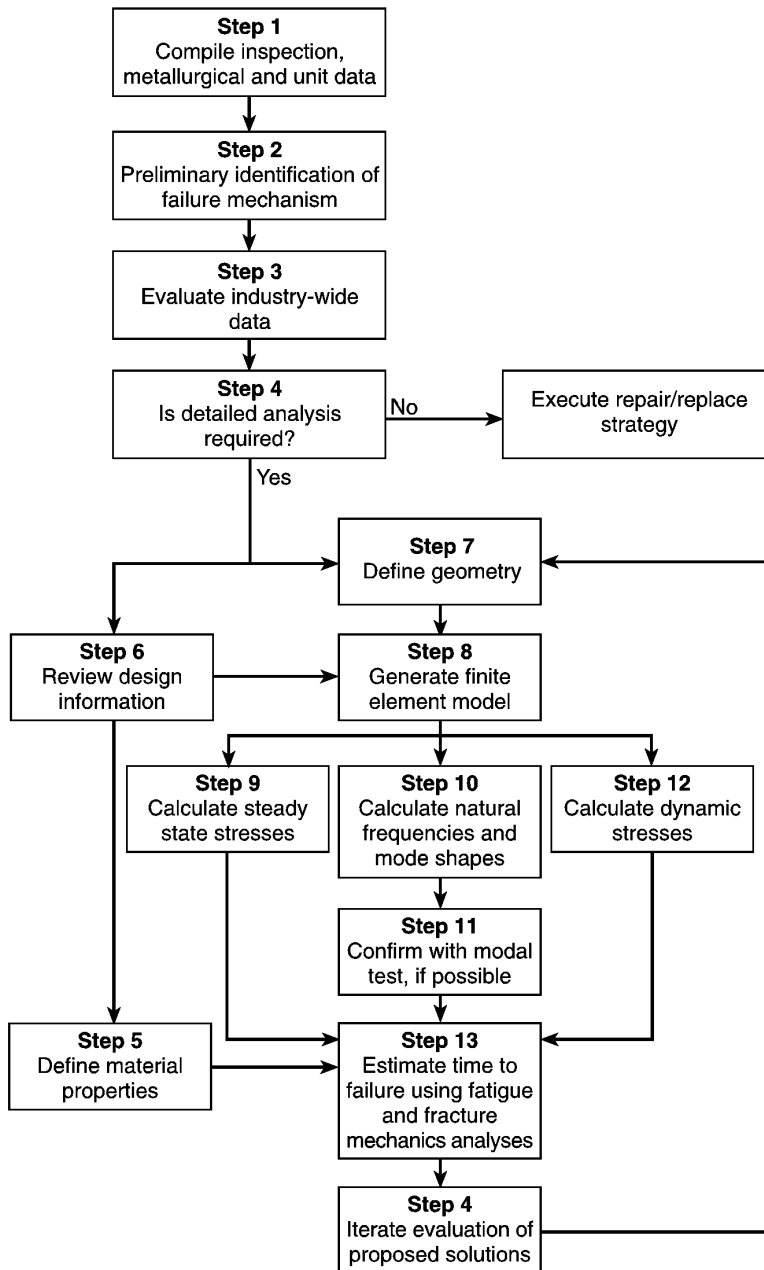 Step 1
Compile inspection,
metallurgical and unit data
Step 2
Preliminary identification of
failure mechanism
Step 3
Evaluate industry-wide
data
Step 4
Is detailed analysis
required?
No
Execute repair/replace
strategy
Yes
Step 7
Define geometry
Step 6
Review design
information
Step 8
Generate finite
element model
Step 9
Calculate steady
state stresses
Step 10
Calculate natural
frequencies and
mode shapes
Step 12
Calculate dynamic
stresses
Step 11
Confirm with modal
test, if possible
Step 5
Define material
properties
Step 13
Estimate time to
failure using fatigue
and fracture
mechanics analyses
Step 4
Iterate evaluation of
proposed solutions